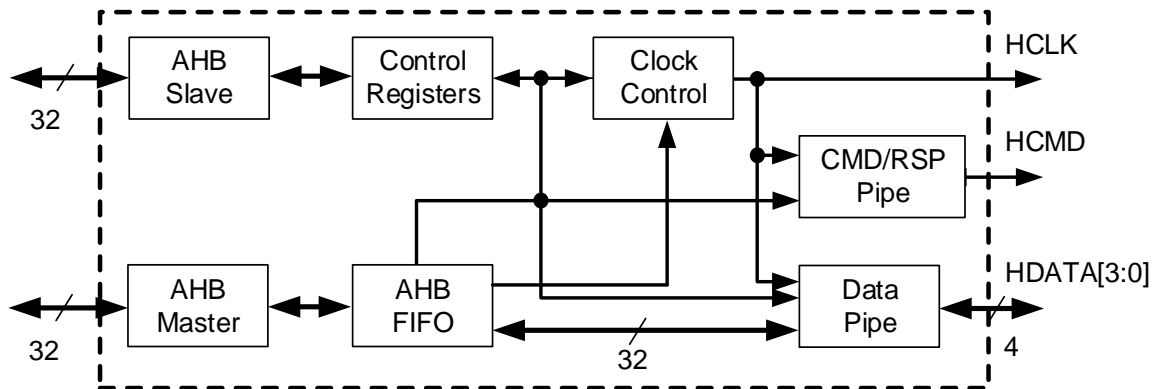 AHB
Slave
Control
Registers
Clock
Control
HCLK
32
CMD/RSP
Pipe
HCMD
AHB
Master
AHB
FIFO
Data
Pipe
HDATA[3:0]
32
32
4